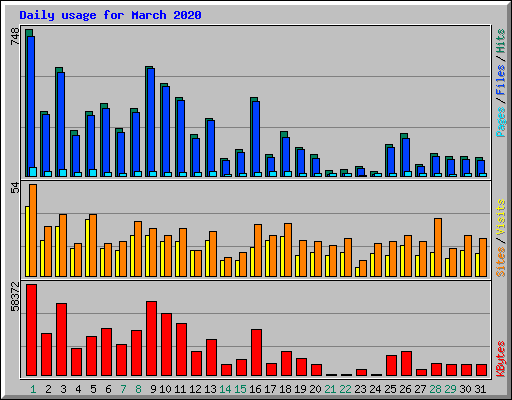 Daily usage for March 2020
748
Pages / Files / Hits
54
Sites / Visits
58372
KBytes
1 2 3 4 5 6 7 8 9 10 11 12 13 14 15 16 17 18 19 20 21 22 23 24 25 26 27 28 29 30 31